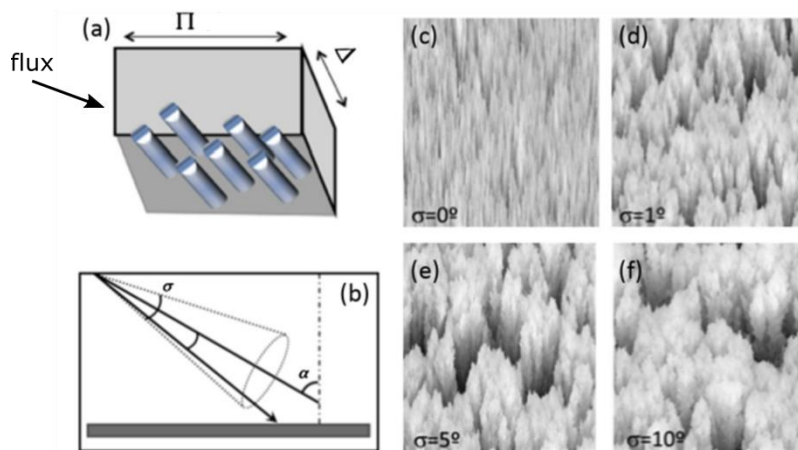 (a)
Π
Δ
flux
(b)
σ
α
(c)
σ=0º
(d)
σ=1º
(e)
σ=5º
(f)
σ=10º